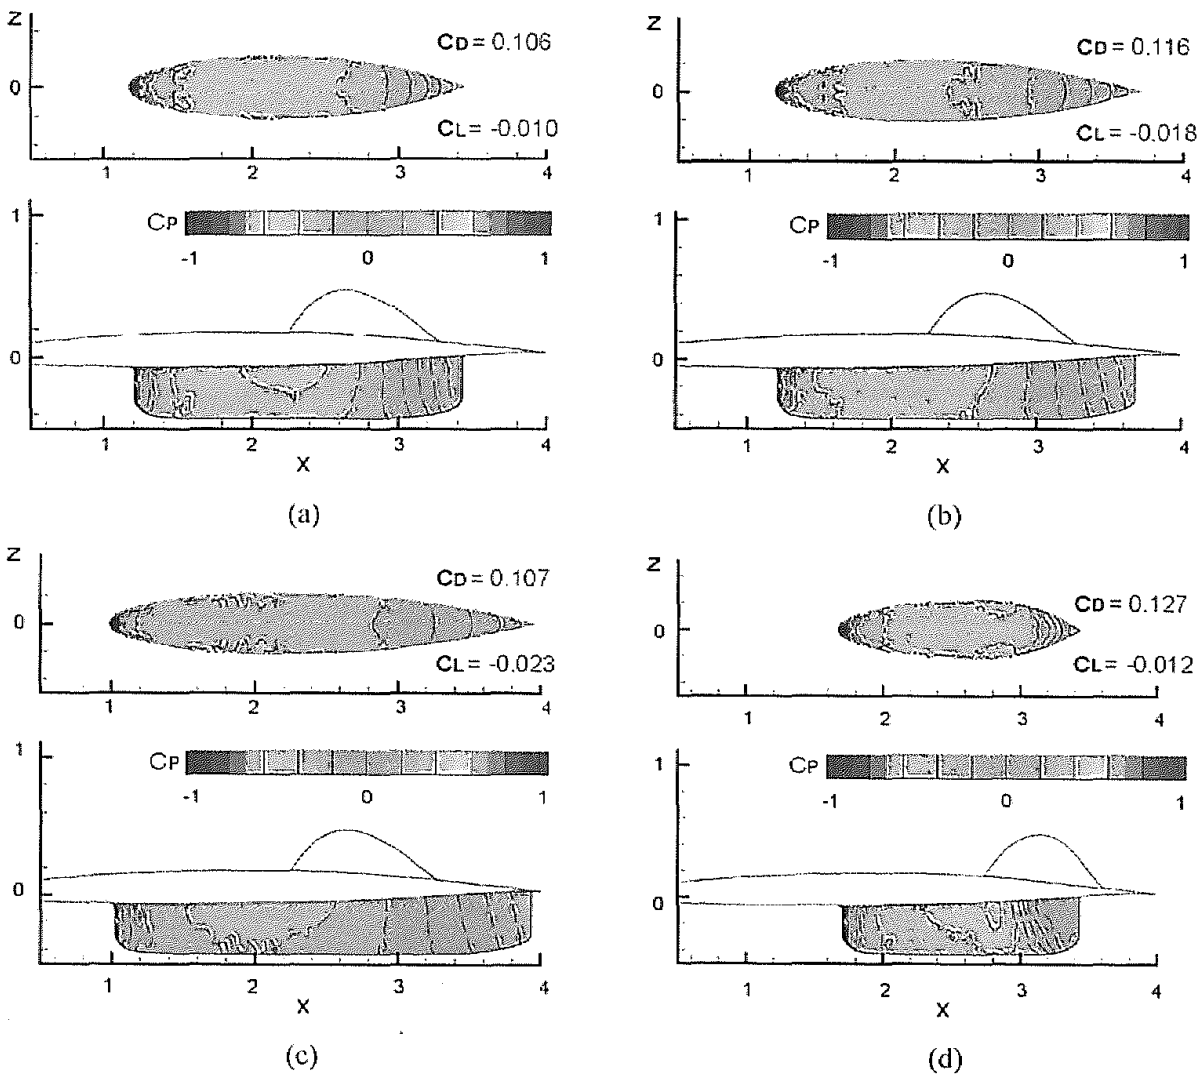 Z
CD = 0.106
0
CL = -0.010
1 2 3 4
1
CP
-1 0 1
0
1 2 3 4
X
(a)
Z
CD = 0.116
0
CL = -0.018
1 2 3 4
1
CP
-1 0 1
0
1 2 3 4
X
(b)
Z
CD = 0.107
0
CL = -0.023
1 2 3 4
1
CP
-1 0 1
0
1 2 3 4
X
(c)
Z
CD = 0.127
0
CL = -0.012
1 2 3 4
1
CP
-1 0 1
0
1 2 3 4
X
(d)